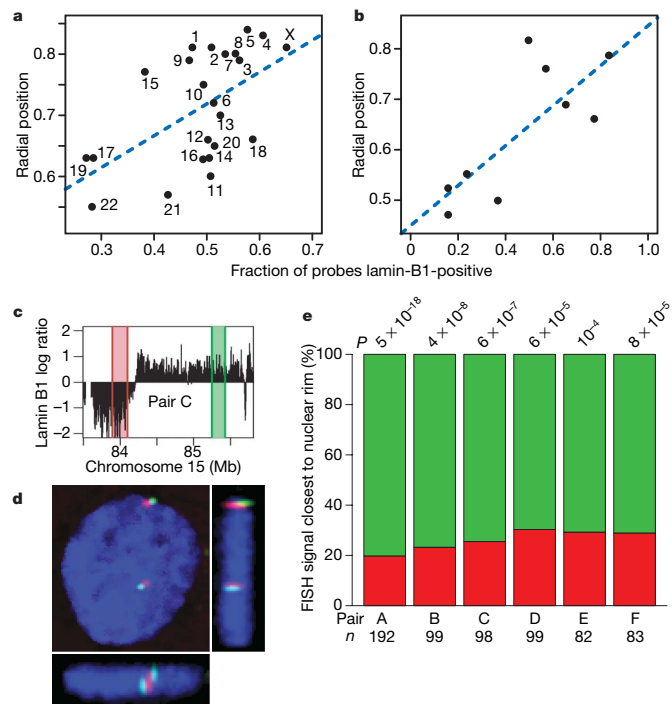 a
Radial position
0.8
0.7
0.6
1
2
8
5
4
X
9
7
3
15
10
6
13
12
20
18
16
14
11
17
19
22
21
0.3
0.4
0.5
0.6
0.7
b
Radial position
0.8
0.7
0.6
0.5
0
0.2
0.4
0.6
0.8
1.0
Fraction of probes lamin-B1-positive
c
Lamin B1 log ratio
2
1
0
−1
−2
Pair C
84
85
Chromosome 15 (Mb)
d
e
P
5 × 10⁻¹⁸
4 × 10⁻⁸
6 × 10⁻⁷
6 × 10⁻⁵
10⁻⁴
8 × 10⁻⁵
FISH signal closest to nuclear rim (%)
100
80
60
40
20
0
Pair A B C D E F
n 192 99 98 99 82 83